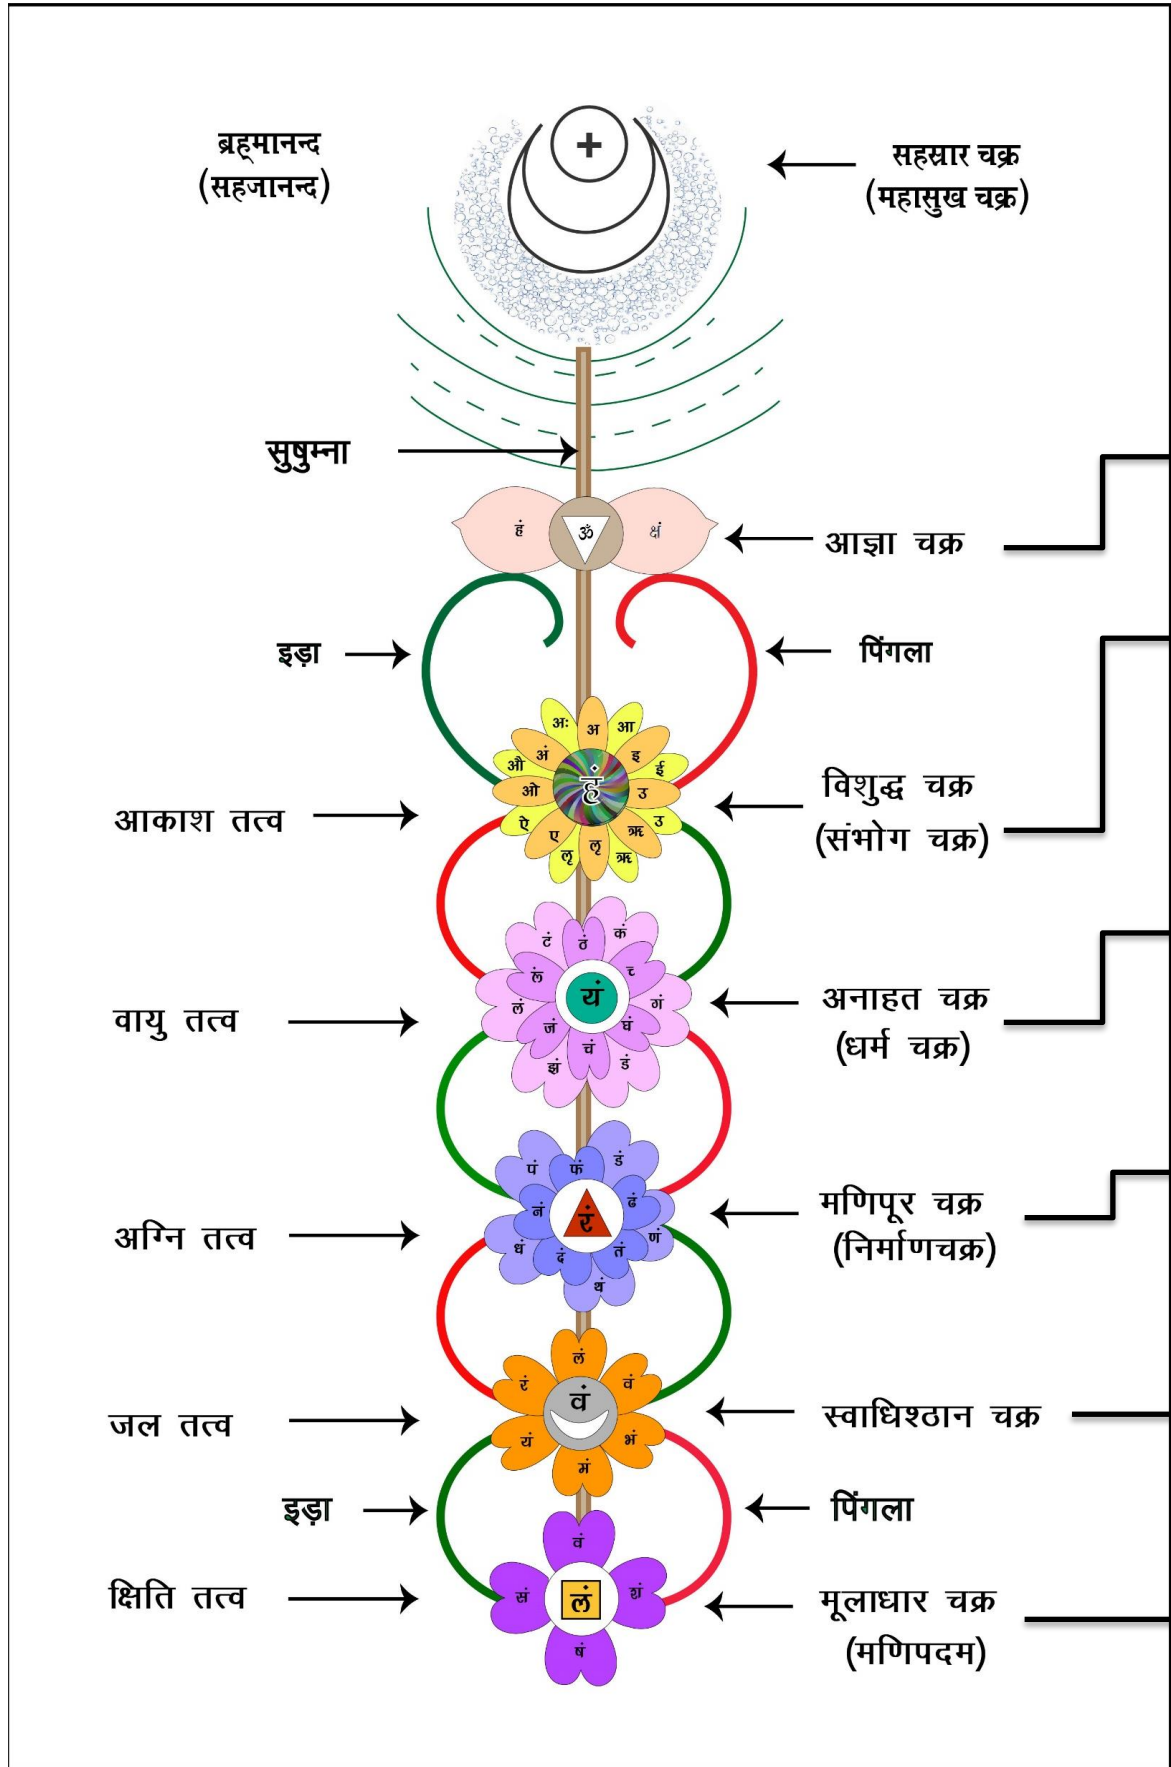 ब्रह्मानन्द
(सहजानन्द)
सहस्रार चक्र
(महासुख चक्र)
+
सुषुम्ना
हं
ॐ
क्षं
आज्ञा चक्र
इड़ा
पिंगला
अः
अ
आ
अं
इ
औ
ई
हं
ओ
उ
ऐ
उ
ए
ऋ
लृ
लृ
ऋ
आकाश तत्व
विशुद्ध चक्र
(संभोग चक्र)
टं
ठं
कं
गं
लं
यं
जं
घं
चं
झं
डं
वायु तत्व
अनाहत चक्र
(धर्म चक्र)
पं
फं
डं
नं
ढं
रं
धं
दं
तं
णं
थं
अग्नि तत्व
मणिपूर चक्र
(निर्माणचक्र)
लं
रं
वं
वं
यं
भं
मं
जल तत्व
स्वाधिश्ठान चक्र
इड़ा
पिंगला
वं
सं
लं
शं
षं
क्षिति तत्व
मूलाधार चक्र
(मणिपदम)